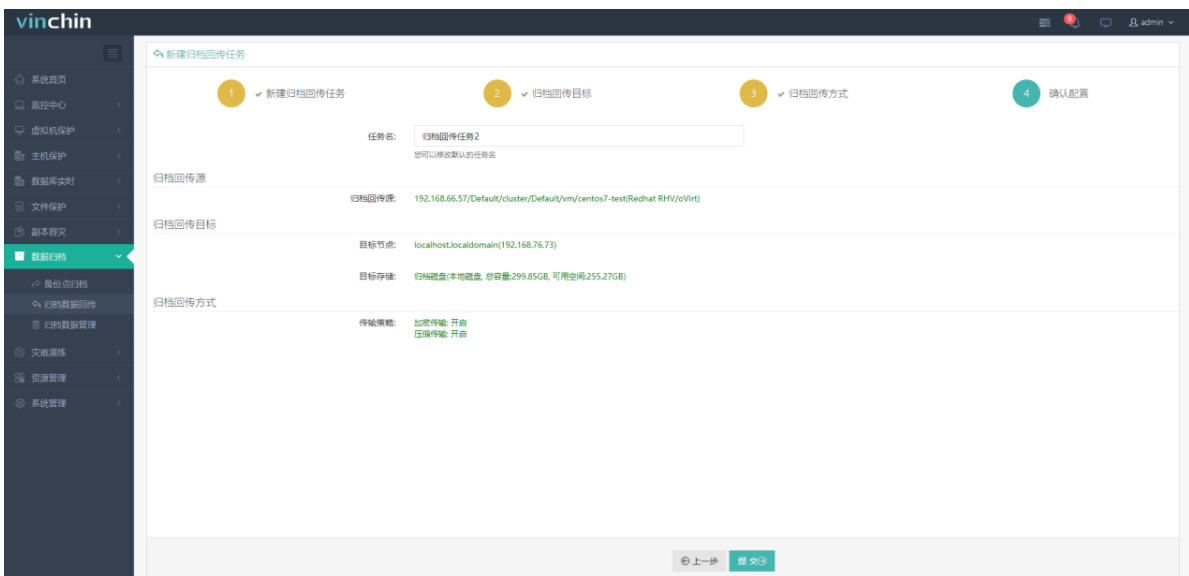 vinchin
9
admin
系统首页
监控中心
虚拟机保护
主机保护
数据库实时
文件保护
副本容灾
数据归档
备份点归档
归档数据回传
归档数据管理
灾难演练
资源管理
系统管理
新建归档回传任务
1 新建归档回传任务 2 归档回传目标 3 归档回传方式 4 确认配置
任务名: 归档回传任务2
您可以修改默认的任务名
归档回传源
归档回传源: 192.168.66.57/Default/cluster/Default/vm/centos7-test(Redhat RHV/oVirt)
归档回传目标
目标节点: localhost.localdomain(192.168.76.73)
目标存储: 归档磁盘(本地磁盘, 总容量:299.85GB, 可用空间:255.27GB)
归档回传方式
传输策略: 加密传输: 开启
压缩传输: 开启
上一步 提交